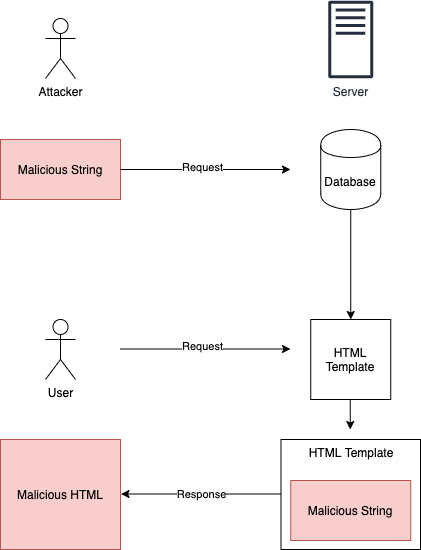 Attacker
Server
Malicious String
Request
Database
User
Request
HTML
Template
Malicious HTML
Response
HTML Template
Malicious String